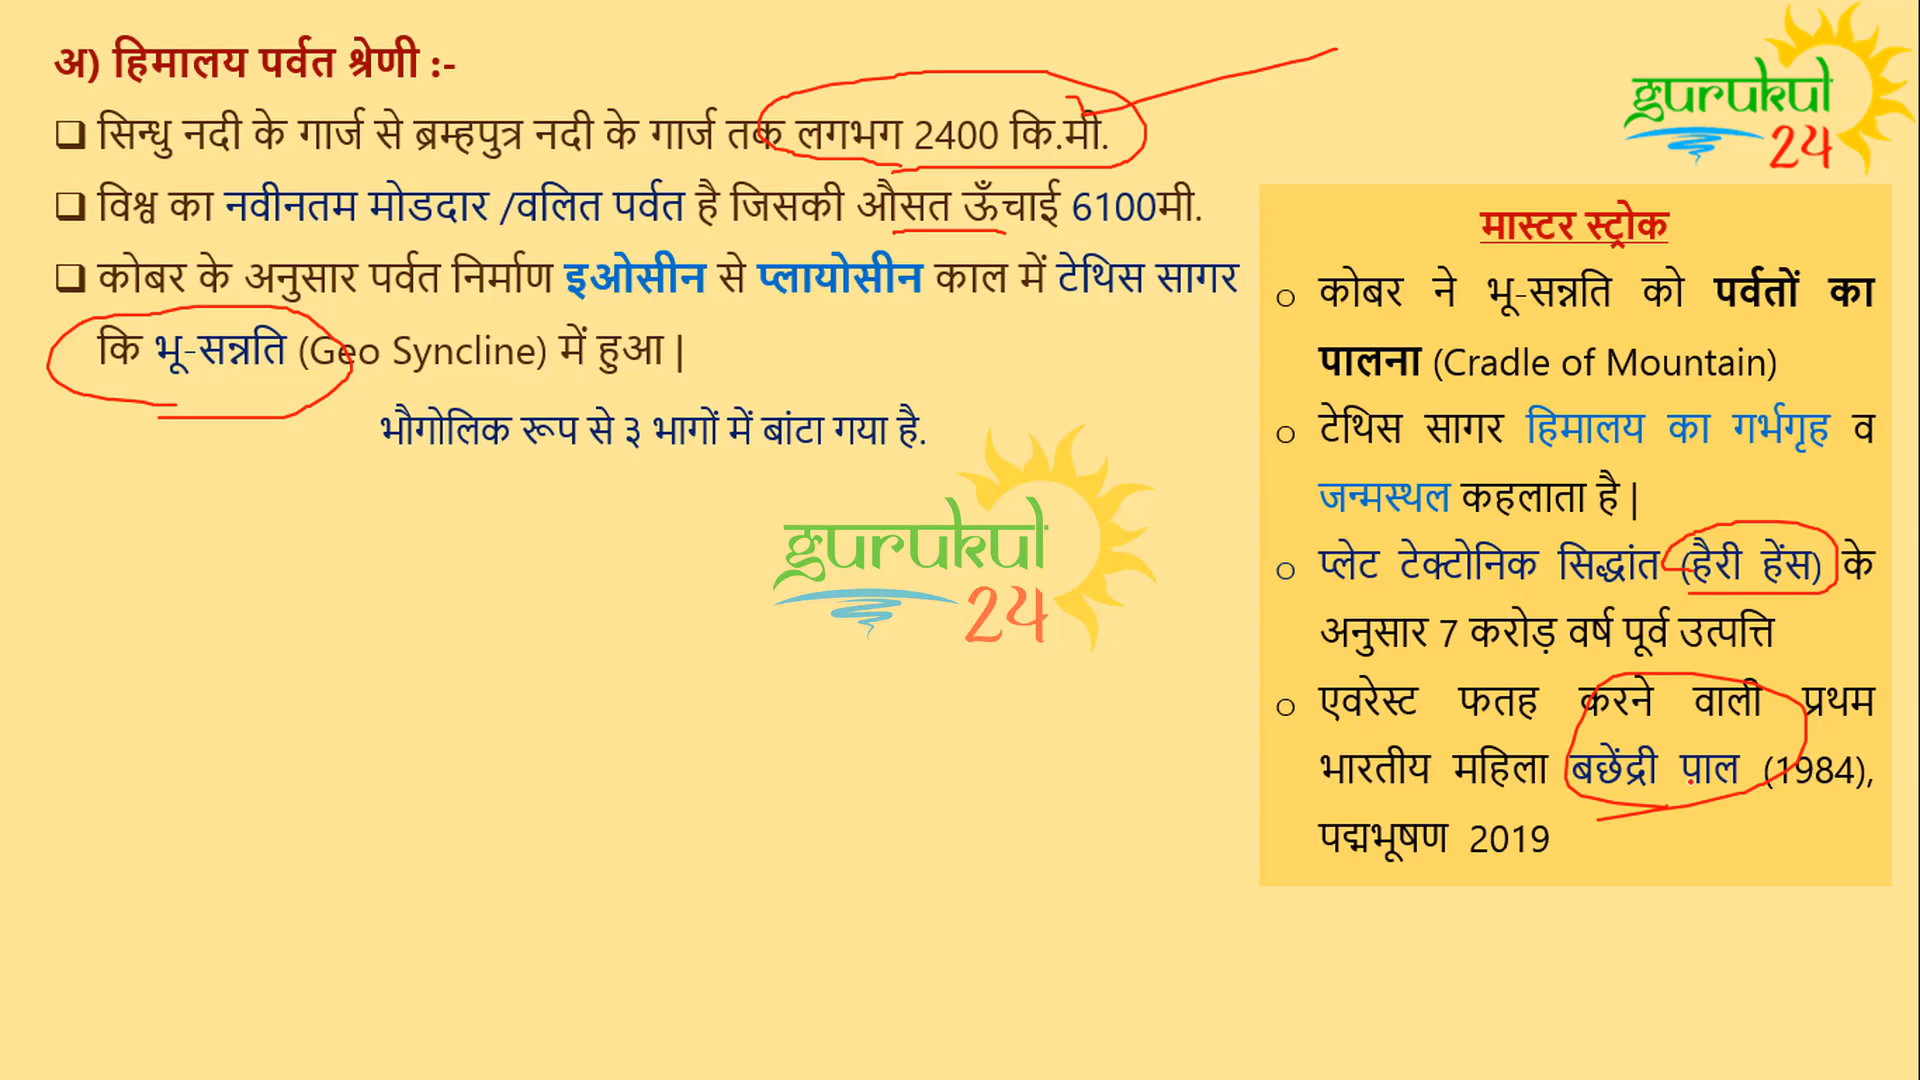 अ) हिमालय पर्वत श्रेणी :-
सिन्धु नदी के गार्ज से ब्रम्हपुत्र नदी के गार्ज तक लगभग 2400 कि.मी.
विश्व का नवीनतम मोडदार /वलित पर्वत है जिसकी औसत ऊँचाई 6100मी.
कोबर के अनुसार पर्वत निर्माण इओसीन से प्लायोसीन काल में टेथिस सागर
कि भू-सन्नति (Geo Syncline) में हुआ |
भौगोलिक रूप से ३ भागों में बांटा गया है.
gurukul
24
gurukul
24
मास्टर स्ट्रोक
कोबर ने भू-सन्नति को पर्वतों का
पालना (Cradle of Mountain)
टेथिस सागर हिमालय का गर्भगृह व
जन्मस्थल कहलाता है |
प्लेट टेक्टोनिक सिद्धांत (हैरी हेंस) के
अनुसार 7 करोड़ वर्ष पूर्व उत्पत्ति
एवरेस्ट फतह करने वाली प्रथम
भारतीय महिला बछेंद्री पाल (1984),
पद्मभूषण 2019